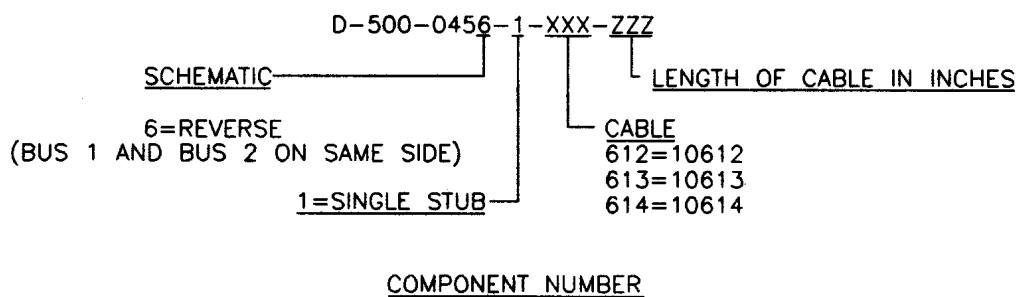 D-500-0456-1-XXX-ZZZ
SCHEMATIC
LENGTH OF CABLE IN INCHES
6=REVERSE
(BUS 1 AND BUS 2 ON SAME SIDE)
CABLE
612=10612
613=10613
614=10614
1=SINGLE STUB
COMPONENT NUMBER